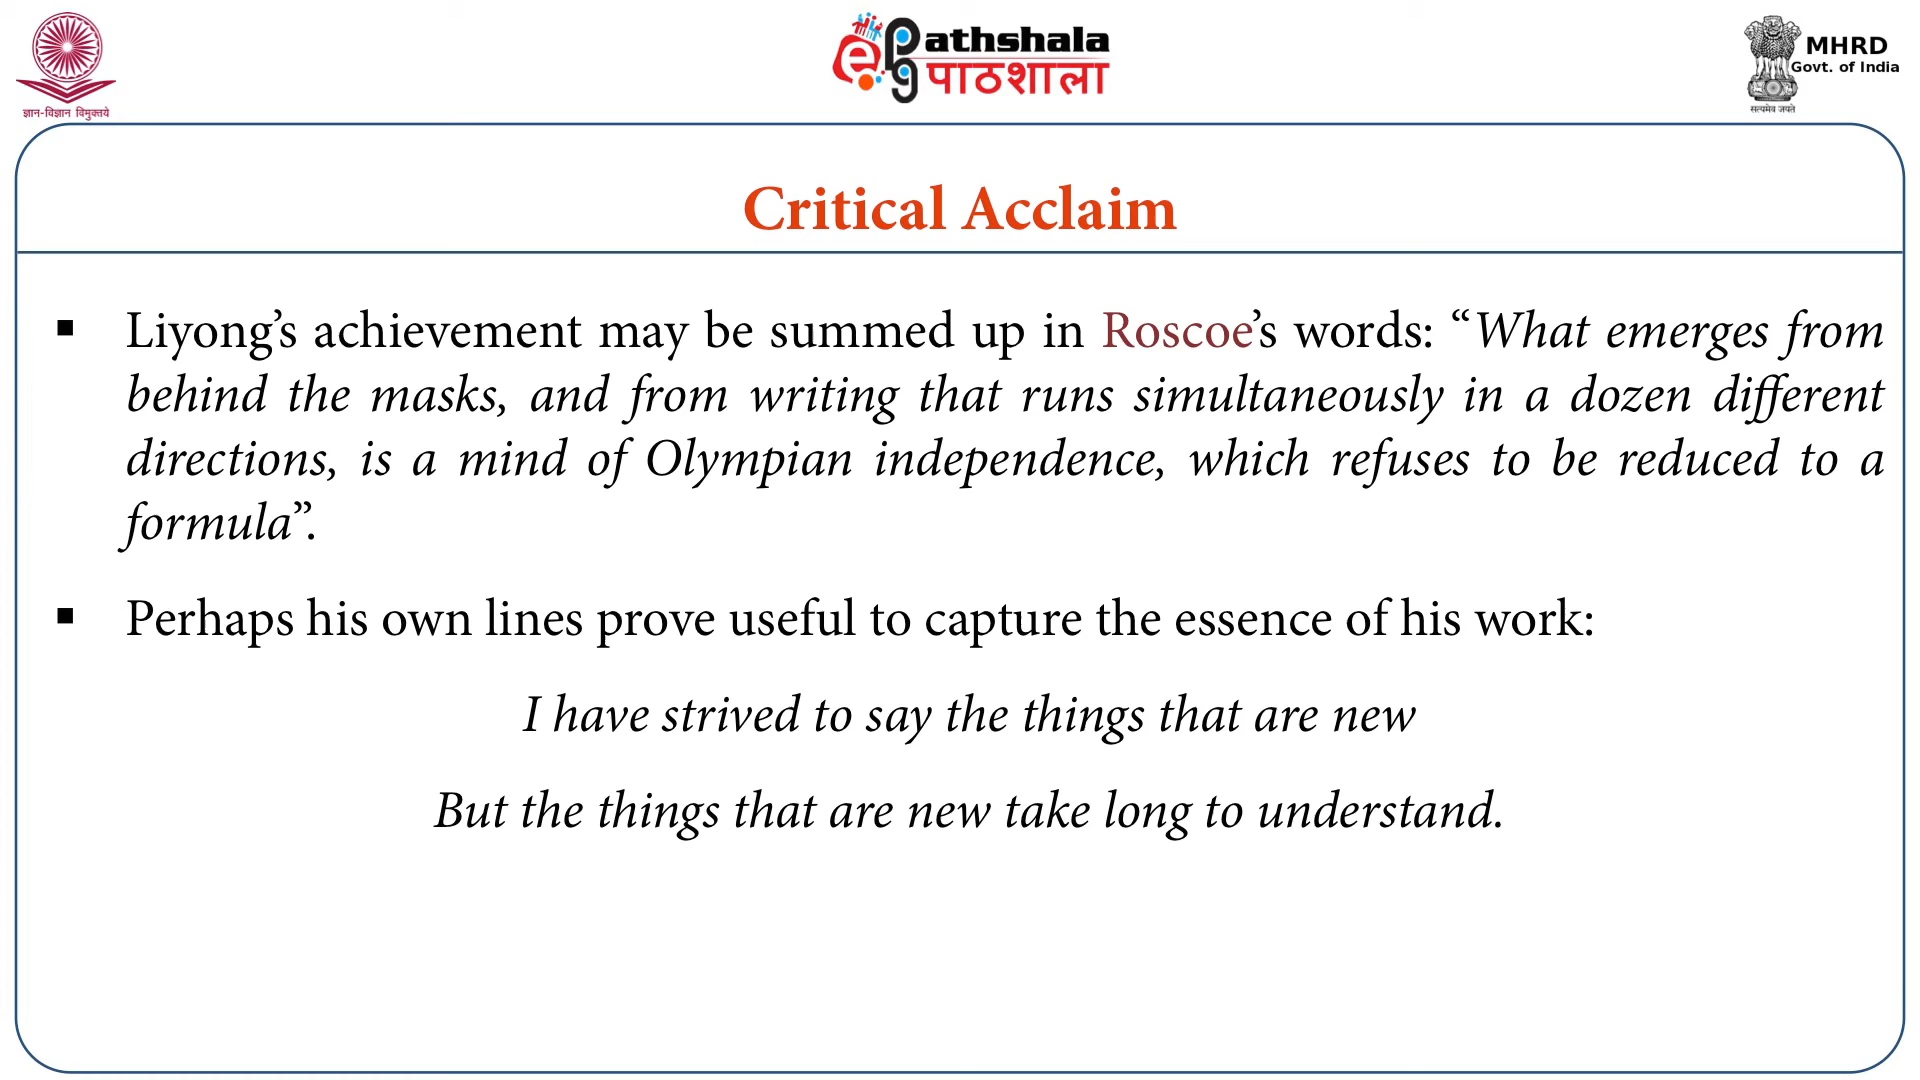 ज्ञान-विज्ञान विमुक्तये
ePG
athshala
पाठशाला
MHRD
Govt. of India
सत्यमेव जयते
Critical Acclaim
▪ Liyong’s achievement may be summed up in Roscoe’s words: “What emerges from
behind the masks, and from writing that runs simultaneously in a dozen different
directions, is a mind of Olympian independence, which refuses to be reduced to a
formula”.
▪ Perhaps his own lines prove useful to capture the essence of his work:
I have strived to say the things that are new
But the things that are new take long to understand.